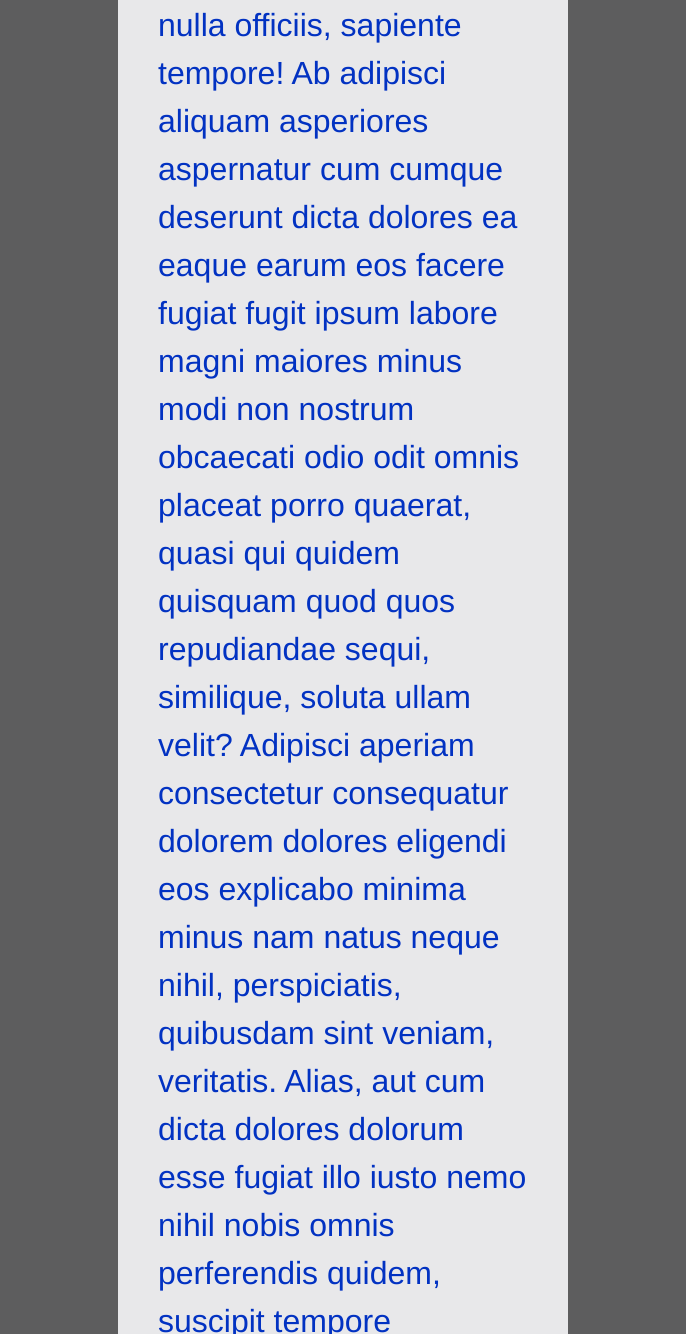 nulla officiis, sapiente
tempore! Ab adipisci
aliquam asperiores
aspernatur cum cumque
deserunt dicta dolores ea
eaque earum eos facere
fugiat fugit ipsum labore
magni maiores minus
modi non nostrum
obcaecati odio odit omnis
placeat porro quaerat,
quasi qui quidem
quisquam quod quos
repudiandae sequi,
similique, soluta ullam
velit? Adipisci aperiam
consectetur consequatur
dolorem dolores eligendi
eos explicabo minima
minus nam natus neque
nihil, perspiciatis,
quibusdam sint veniam,
veritatis. Alias, aut cum
dicta dolores dolorum
esse fugiat illo iusto nemo
nihil nobis omnis
perferendis quidem,
suscipit tempore